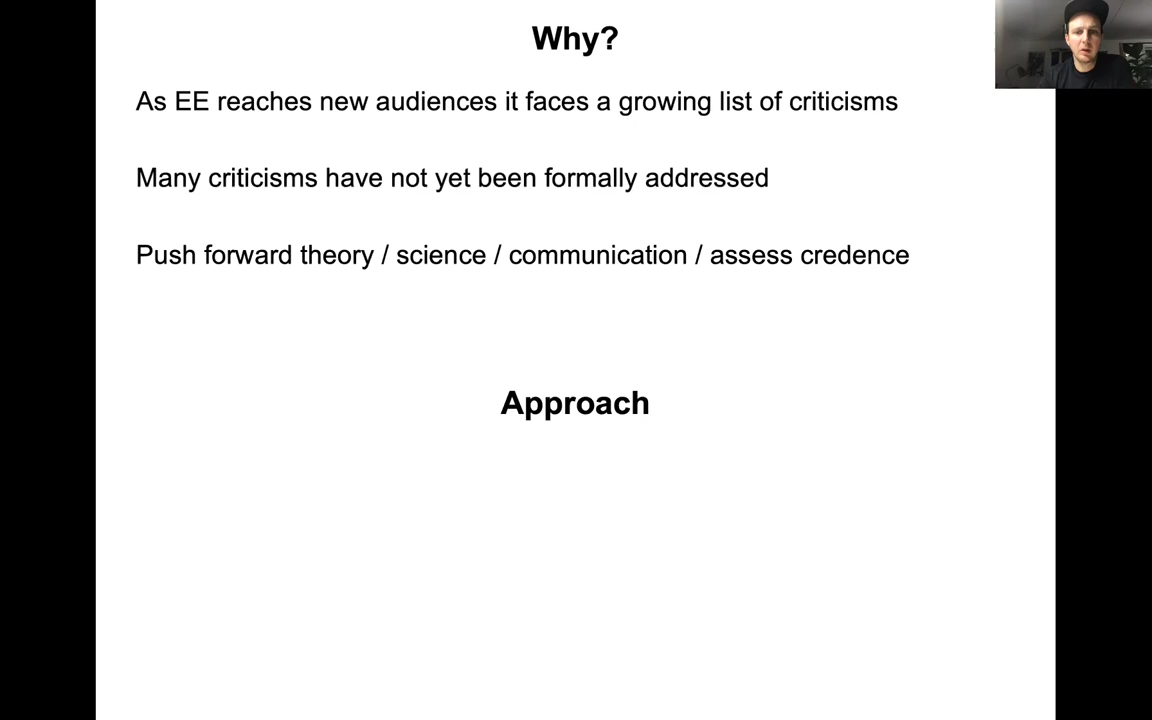 Why?
As EE reaches new audiences it faces a growing list of criticisms
Many criticisms have not yet been formally addressed
Push forward theory / science / communication / assess credence
Approach